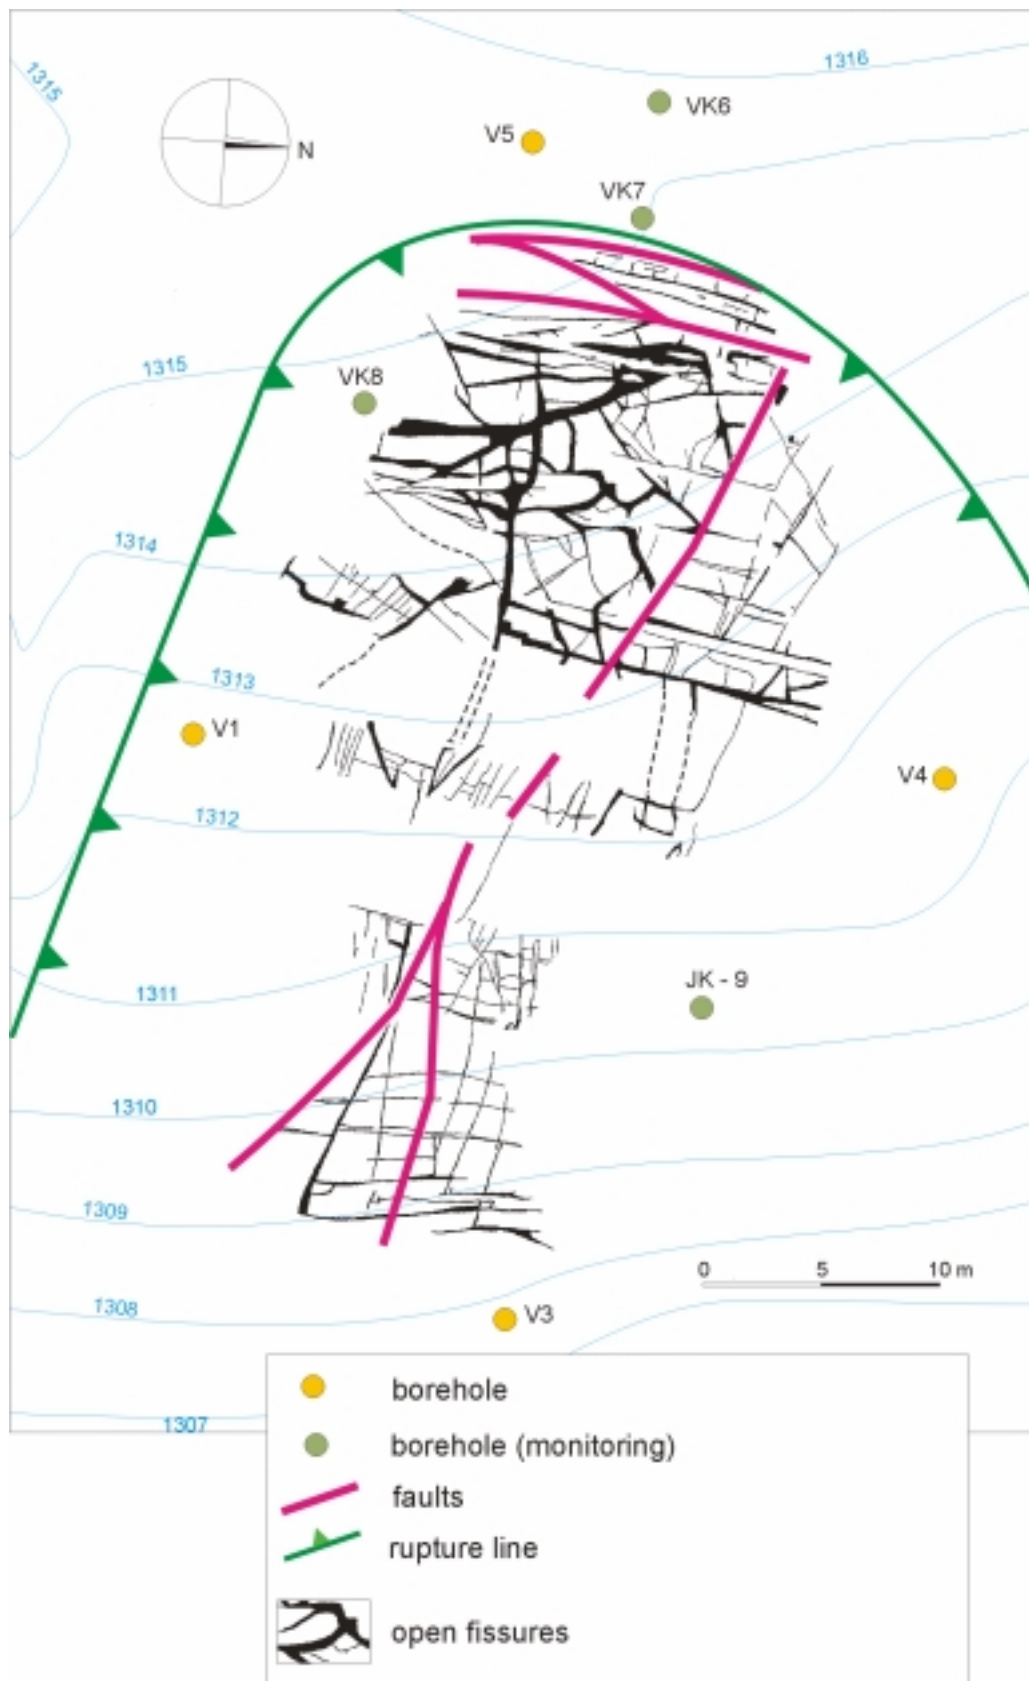 1316
1315
VK6
V5
N
VK7
1315
VK8
1314
1313
V1
V4
1312
JK - 9
1311
1310
1309
0 5 10 m
1308
V3
borehole
1307
borehole (monitoring)
faults
rupture line
open fissures